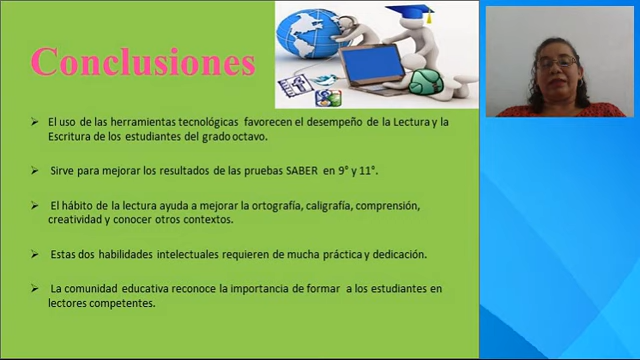 Conclusiones
El uso de las herramientas tecnológicas favorecen el desempeño de la Lectura y la
Escritura de los estudiantes del grado octavo.
Sirve para mejorar los resultados de las pruebas SABER en 9° y 11°.
El hábito de la lectura ayuda a mejorar la ortografía, caligrafía, comprensión,
creatividad y conocer otros contextos.
Estas dos habilidades intelectuales requieren de mucha práctica y dedicación.
La comunidad educativa reconoce la importancia de formar a los estudiantes en
lectores competentes.